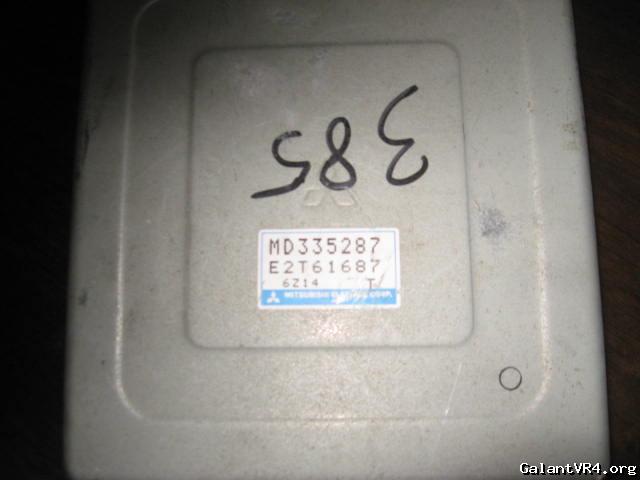 385
MD335287
E2T61687
6Z14 T
MITSUBISHI ELECTRIC CORP.
GalantVR4.org